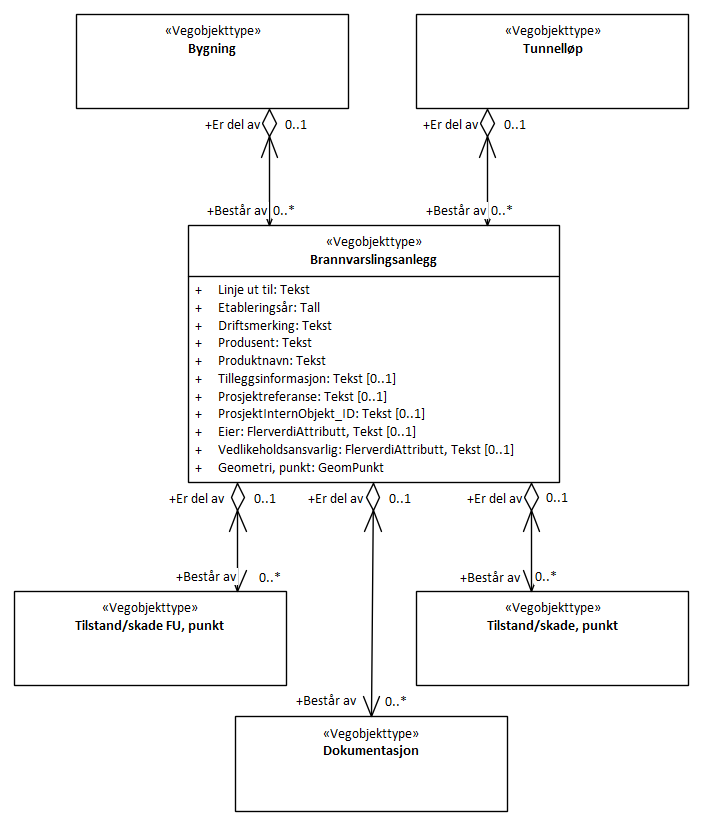 «Vegobjekttype»
Bygning
«Vegobjekttype»
Tunnelløp
+Er del av 0..1
+Er del av 0..1
+Består av 0..*
+Består av 0..*
«Vegobjekttype»
Brannvarslingsanlegg
+ Linje ut til: Tekst
+ Etableringsår: Tall
+ Driftsmerking: Tekst
+ Produsent: Tekst
+ Produktnavn: Tekst
+ Tilleggsinformasjon: Tekst [0..1]
+ Prosjektreferanse: Tekst [0..1]
+ ProsjektInternObjekt_ID: Tekst [0..1]
+ Eier: FlerverdiAttributt, Tekst [0..1]
+ Vedlikeholdsansvarlig: FlerverdiAttributt, Tekst [0..1]
+ Geometri, punkt: GeomPunkt
+Er del av 0..1
+Er del av 0..1
+Er del av 0..1
+Består av 0..*
+Består av 0..*
«Vegobjekttype»
Tilstand/skade FU, punkt
«Vegobjekttype»
Tilstand/skade, punkt
+Består av 0..*
«Vegobjekttype»
Dokumentasjon